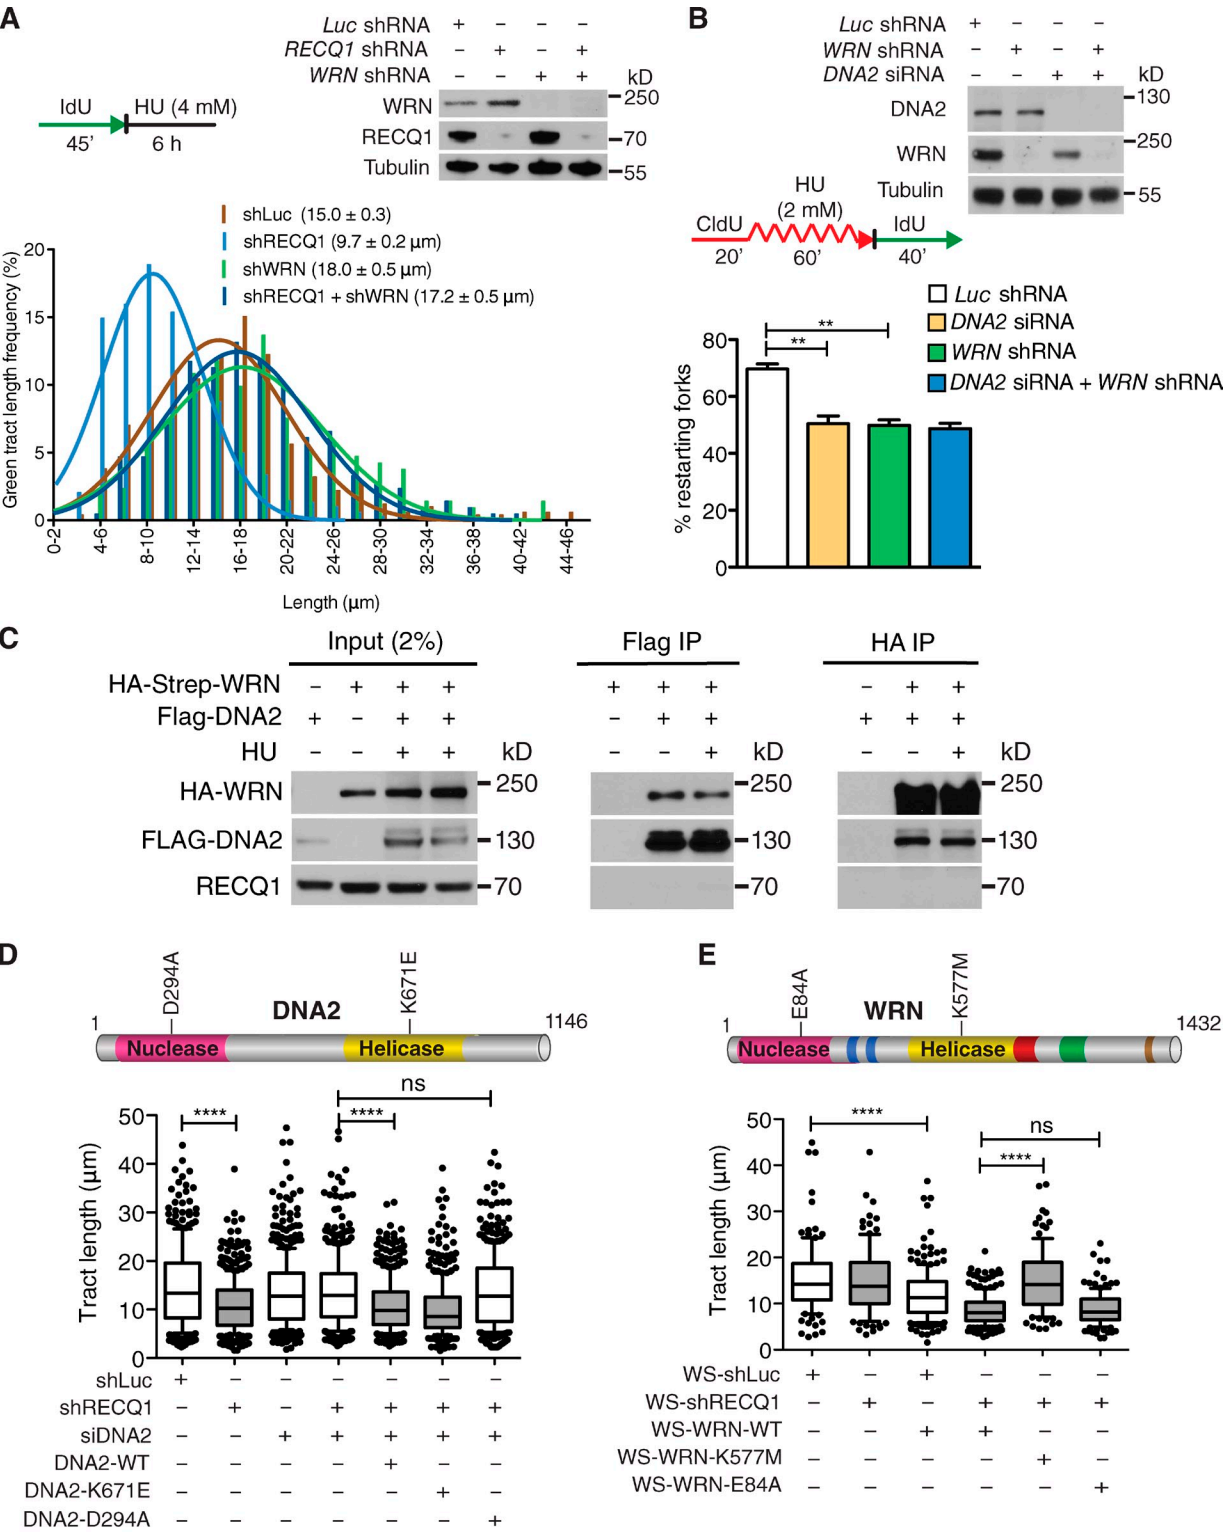 A
Luc shRNA + – – –
RECQ1 shRNA – + – +
WRN shRNA – – + +
kD
WRN
250
RECQ1
70
Tubulin
55
IdU
HU (4 mM)
45’
6 h
shLuc (15.0 ± 0.3)
shRECQ1 (9.7 ± 0.2 μm)
shWRN (18.0 ± 0.5 μm)
shRECQ1 + shWRN (17.2 ± 0.5 μm)
Green tract length frequency (%)
20
15
10
5
0
0-2 4-6 8-10 12-14 16-18 20-22 24-26 28-30 32-34 36-38 40-42 44-46
Length (μm)
B
Luc shRNA + – – –
WRN shRNA – + – +
DNA2 siRNA – – + +
kD
DNA2
130
WRN
250
Tubulin
55
CldU
HU
(2 mM)
IdU
20’
60’
40’
Luc shRNA
DNA2 siRNA
WRN shRNA
DNA2 siRNA + WRN shRNA
**
**
% restarting forks
80
60
40
20
0
C
Input (2%)
Flag IP
HA IP
HA-Strep-WRN – + + + + + + – + +
Flag-DNA2 + – + + – + + + + +
HU – – + + kD – – + kD – – + kD
HA-WRN 250 250 250
FLAG-DNA2 130 130 130
RECQ1 70 70 70
D
D294A
K671E
DNA2
1
1146
Nuclease
Helicase
ns
****
****
Tract length (μm)
50
40
30
20
10
0
shLuc + – – – – – –
shRECQ1 – + – + + + +
siDNA2 – – + + + + +
DNA2-WT – – – – + – –
DNA2-K671E – – – – – + –
DNA2-D294A – – – – – – +
E
E84A
K577M
WRN
1
1432
Nuclease
Helicase
****
ns
****
Tract length (μm)
50
40
30
20
10
0
WS-shLuc + – + – – –
WS-shRECQ1 – + – + + +
WS-WRN-WT – – + + – –
WS-WRN-K577M – – – – + –
WS-WRN-E84A – – – – – +